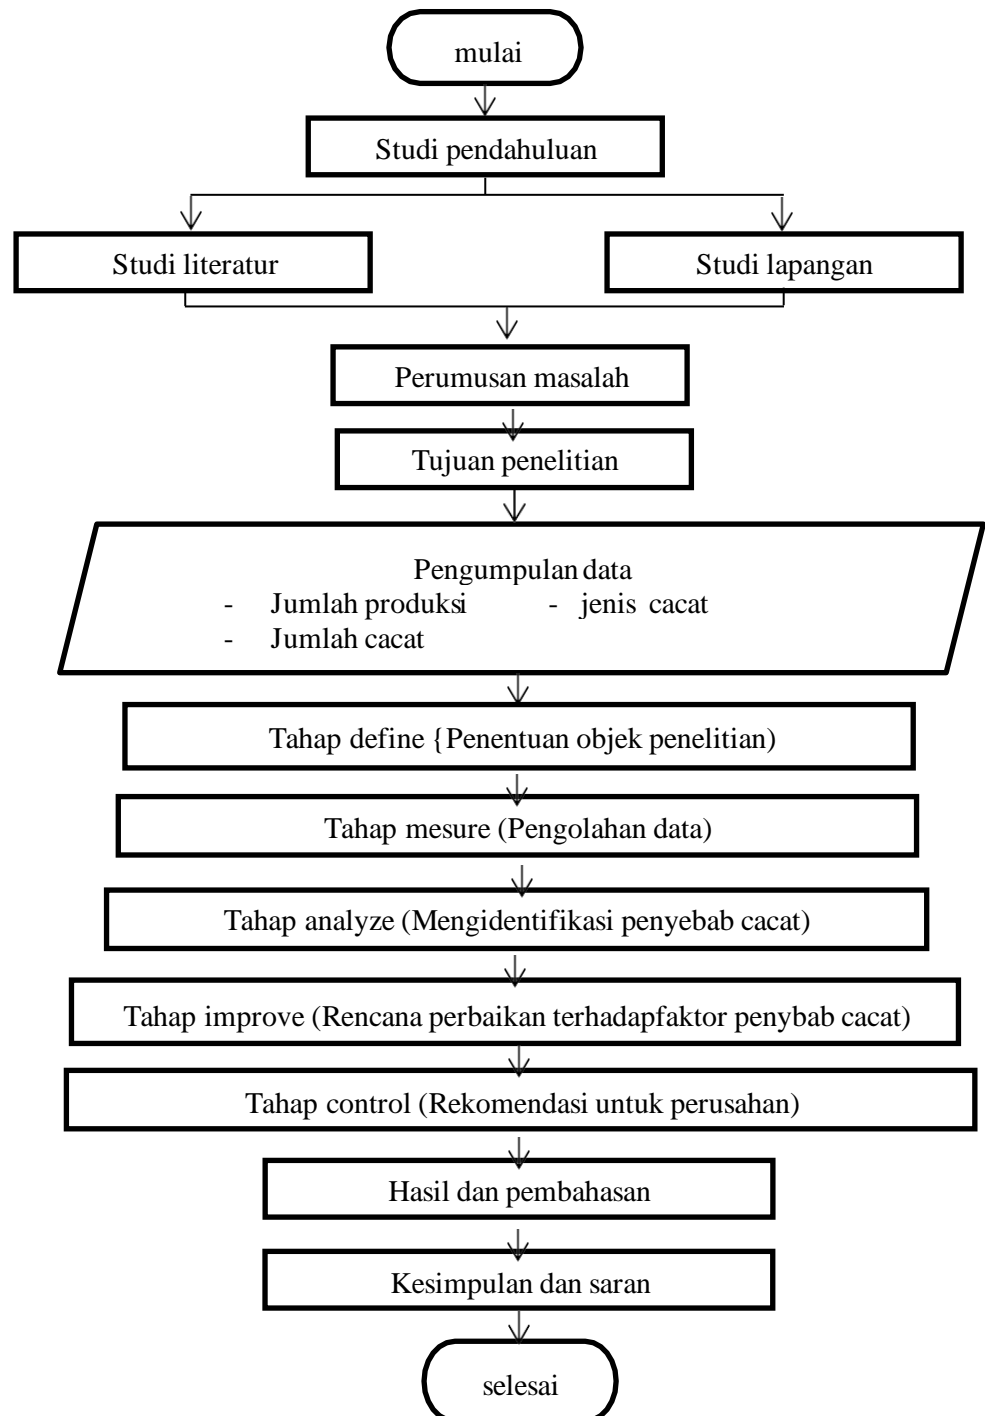 mulai
Studi pendahuluan
Studi literatur
Studi lapangan
Perumusan masalah
Tujuan penelitian
Pengumpulan data
- Jumlah produksi - jenis cacat
- Jumlah cacat
Tahap define {Penentuan objek penelitian)
Tahap mesure (Pengolahan data)
Tahap analyze (Mengidentifikasi penyebab cacat)
Tahap improve (Rencana perbaikan terhadapfaktor penybab cacat)
Tahap control (Rekomendasi untuk perusahan)
Hasil dan pembahasan
Kesimpulan dan saran
selesai